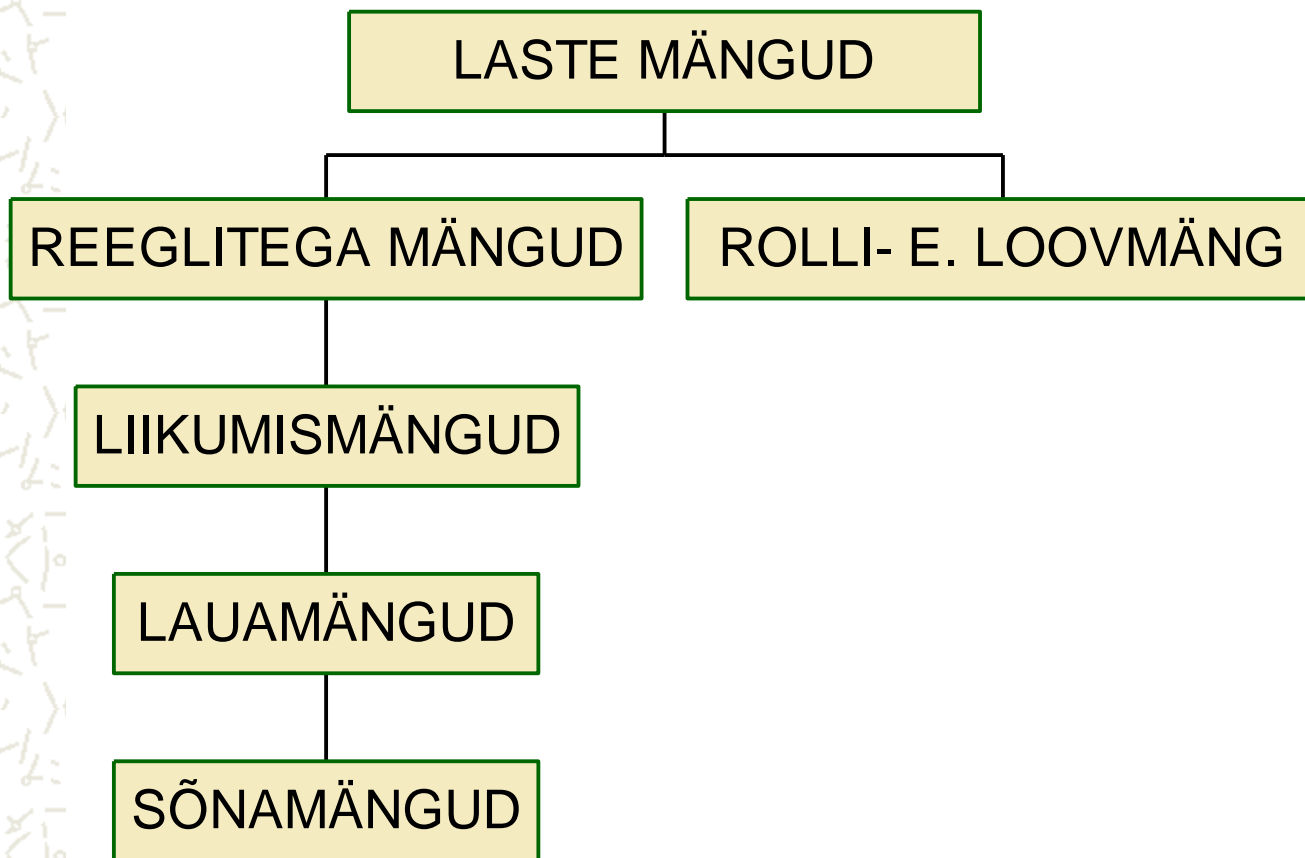 LASTE MÄNGUD
REEGLITEGA MÄNGUD
ROLLI- E. LOOVMÄNG
LIIKUMISMÄNGUD
LAUAMÄNGUD
SÕNAMÄNGUD